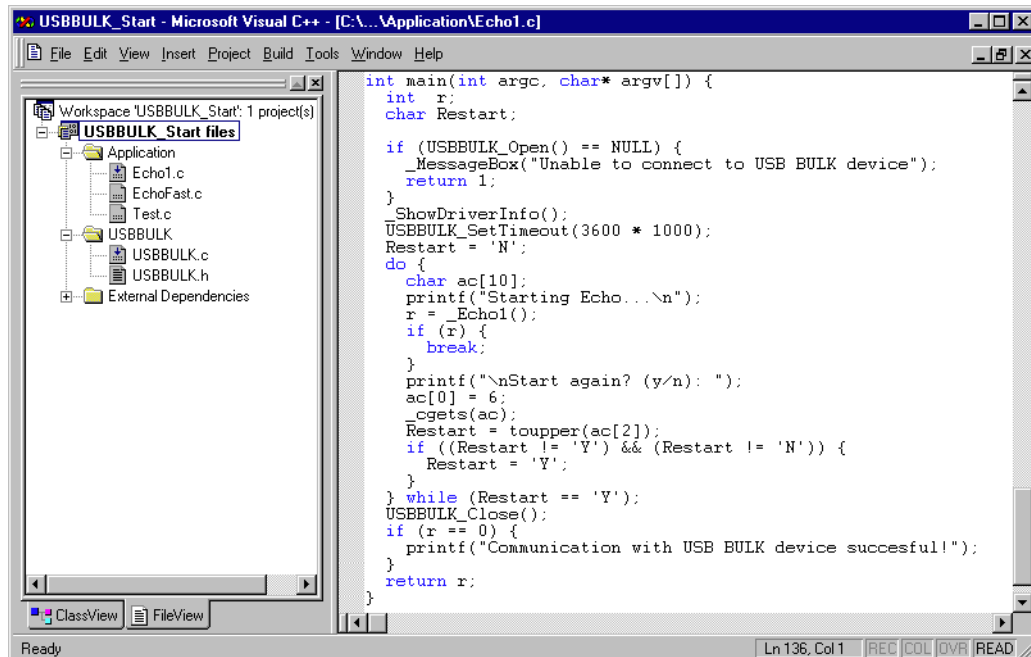 USBBULK_Start - Microsoft Visual C++ - [C:\...\Application\Echo1.c]
File Edit View Insert Project Build Tools Window Help
Workspace 'USBBULK_Start': 1 project(s)
USBBULK_Start files
Application
Echo1.c
EchoFast.c
Test.c
USBBULK
USBBULK.c
USBBULK.h
External Dependencies
ClassView FileView
int main(int argc, char* argv[]) {
  int  r;
  char Restart;

  if (USBBULK_Open() == NULL) {
    _MessageBox("Unable to connect to USB BULK device");
    return 1;
  }
  _ShowDriverInfo();
  USBBULK_SetTimeout(3600 * 1000);
  Restart = 'N';
  do {
    char ac[10];
    printf("Starting Echo...\n");
    r = _Echo1();
    if (r) {
      break;
    }
    printf("\nStart again? (y/n): ");
    ac[0] = 6;
    _cgets(ac);
    Restart = toupper(ac[2]);
    if ((Restart != 'Y') && (Restart != 'N')) {
      Restart = 'Y';
    }
  } while (Restart == 'Y');
  USBBULK_Close();
  if (r == 0) {
    printf("Communication with USB BULK device succesful!");
  }
  return r;
}
Ready Ln 136, Col 1 REC COL OVR READ